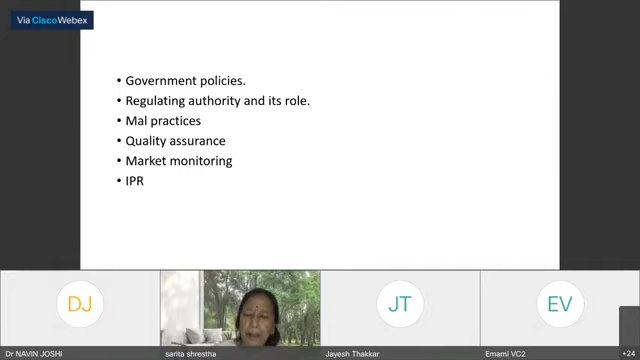 Via Cisco Webex
• Government policies.
• Regulating authority and its role.
• Mal practices
• Quality assurance
• Market monitoring
• IPR
DJ
JT
EV
Dr NAVIN JOSHi
sarita shrestha
Jayesh Thakkar
Emami VC2
+24